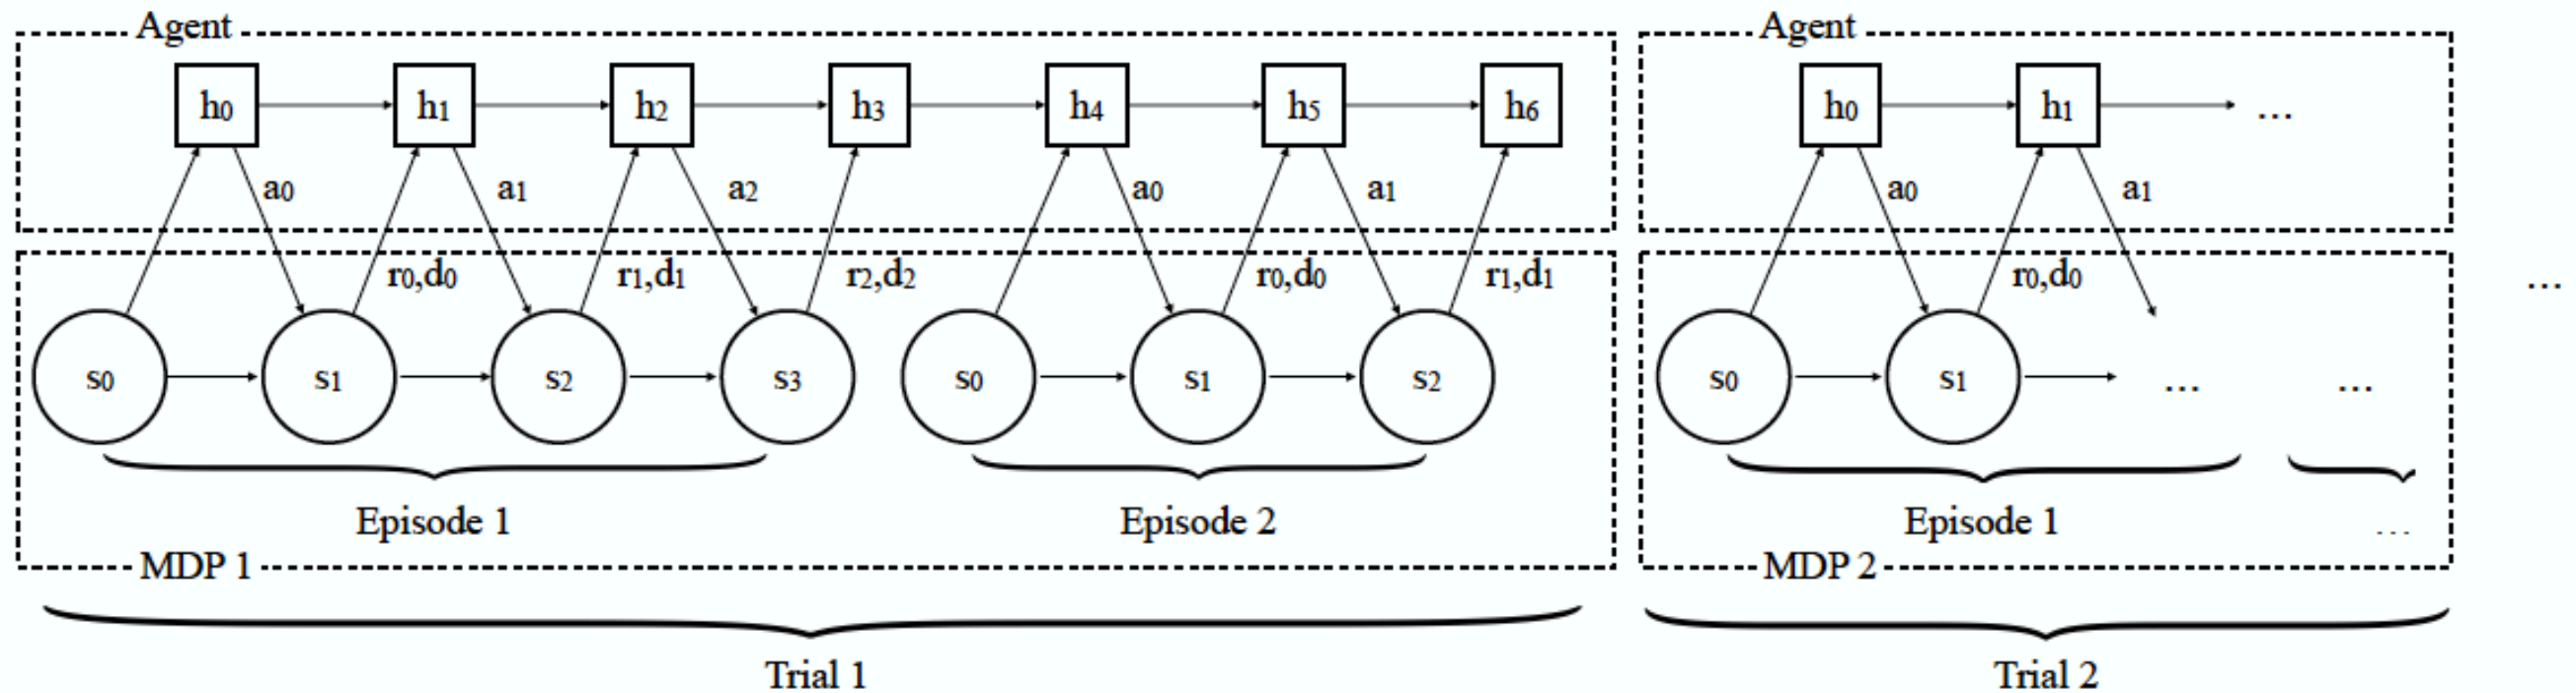 Agent Agent
h0 h1 h2 h3 h4 h5 h6 h0 h1 ...
a0 a1 a2 a0 a1 a0 a1
r0,d0 r1,d1 r2,d2 r0,d0 r1,d1 r0,d0 ...
s0 s1 s2 s3 s0 s1 s2 s0 s1 ... ...
Episode 1 Episode 2 Episode 1 ...
MDP 1 MDP 2
Trial 1 Trial 2